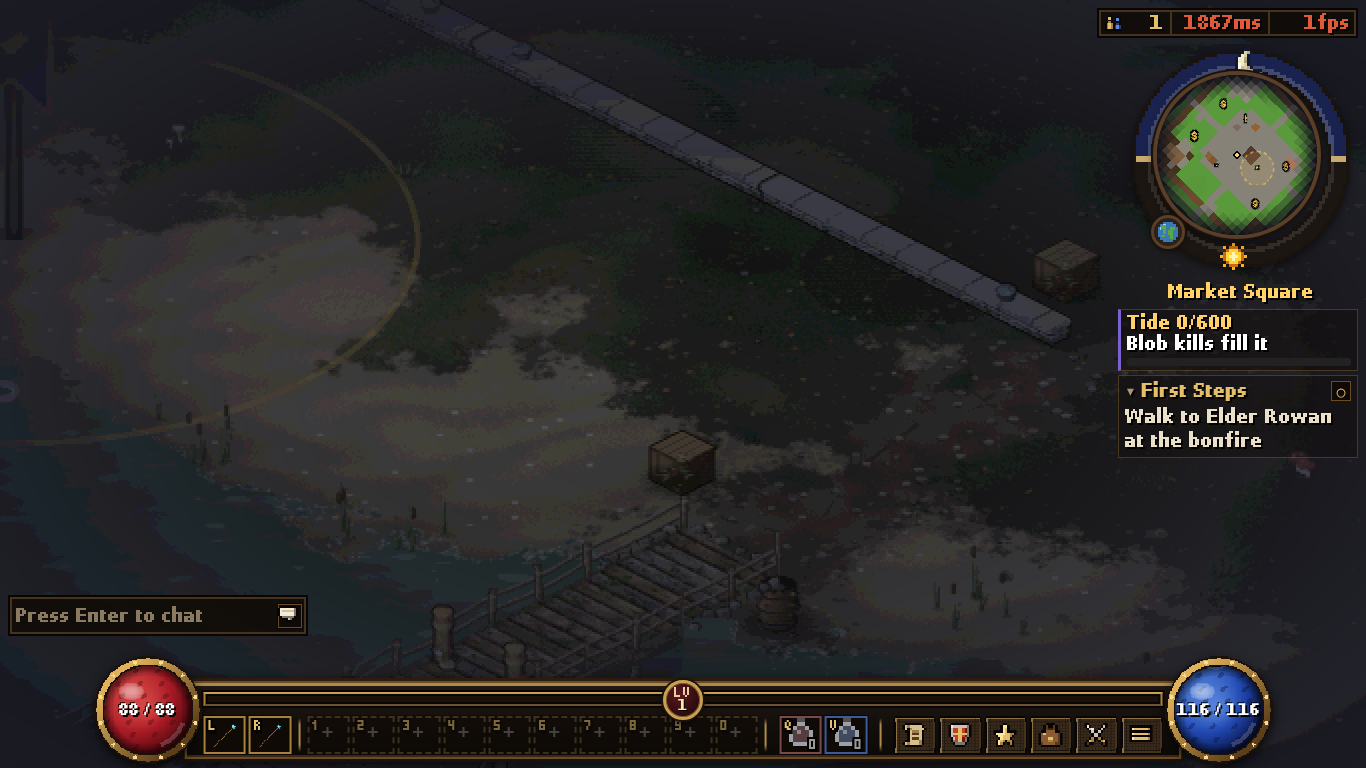 1 1867ms 1fps
Market Square
Tide 0/600
Blob kills fill it
First Steps
Walk to Elder Rowan
at the bonfire
Press Enter to chat
88 / 88
LV
1
116 / 116
L R 1 2 3 4 5 6 7 8 9 0 Q 0 V 0